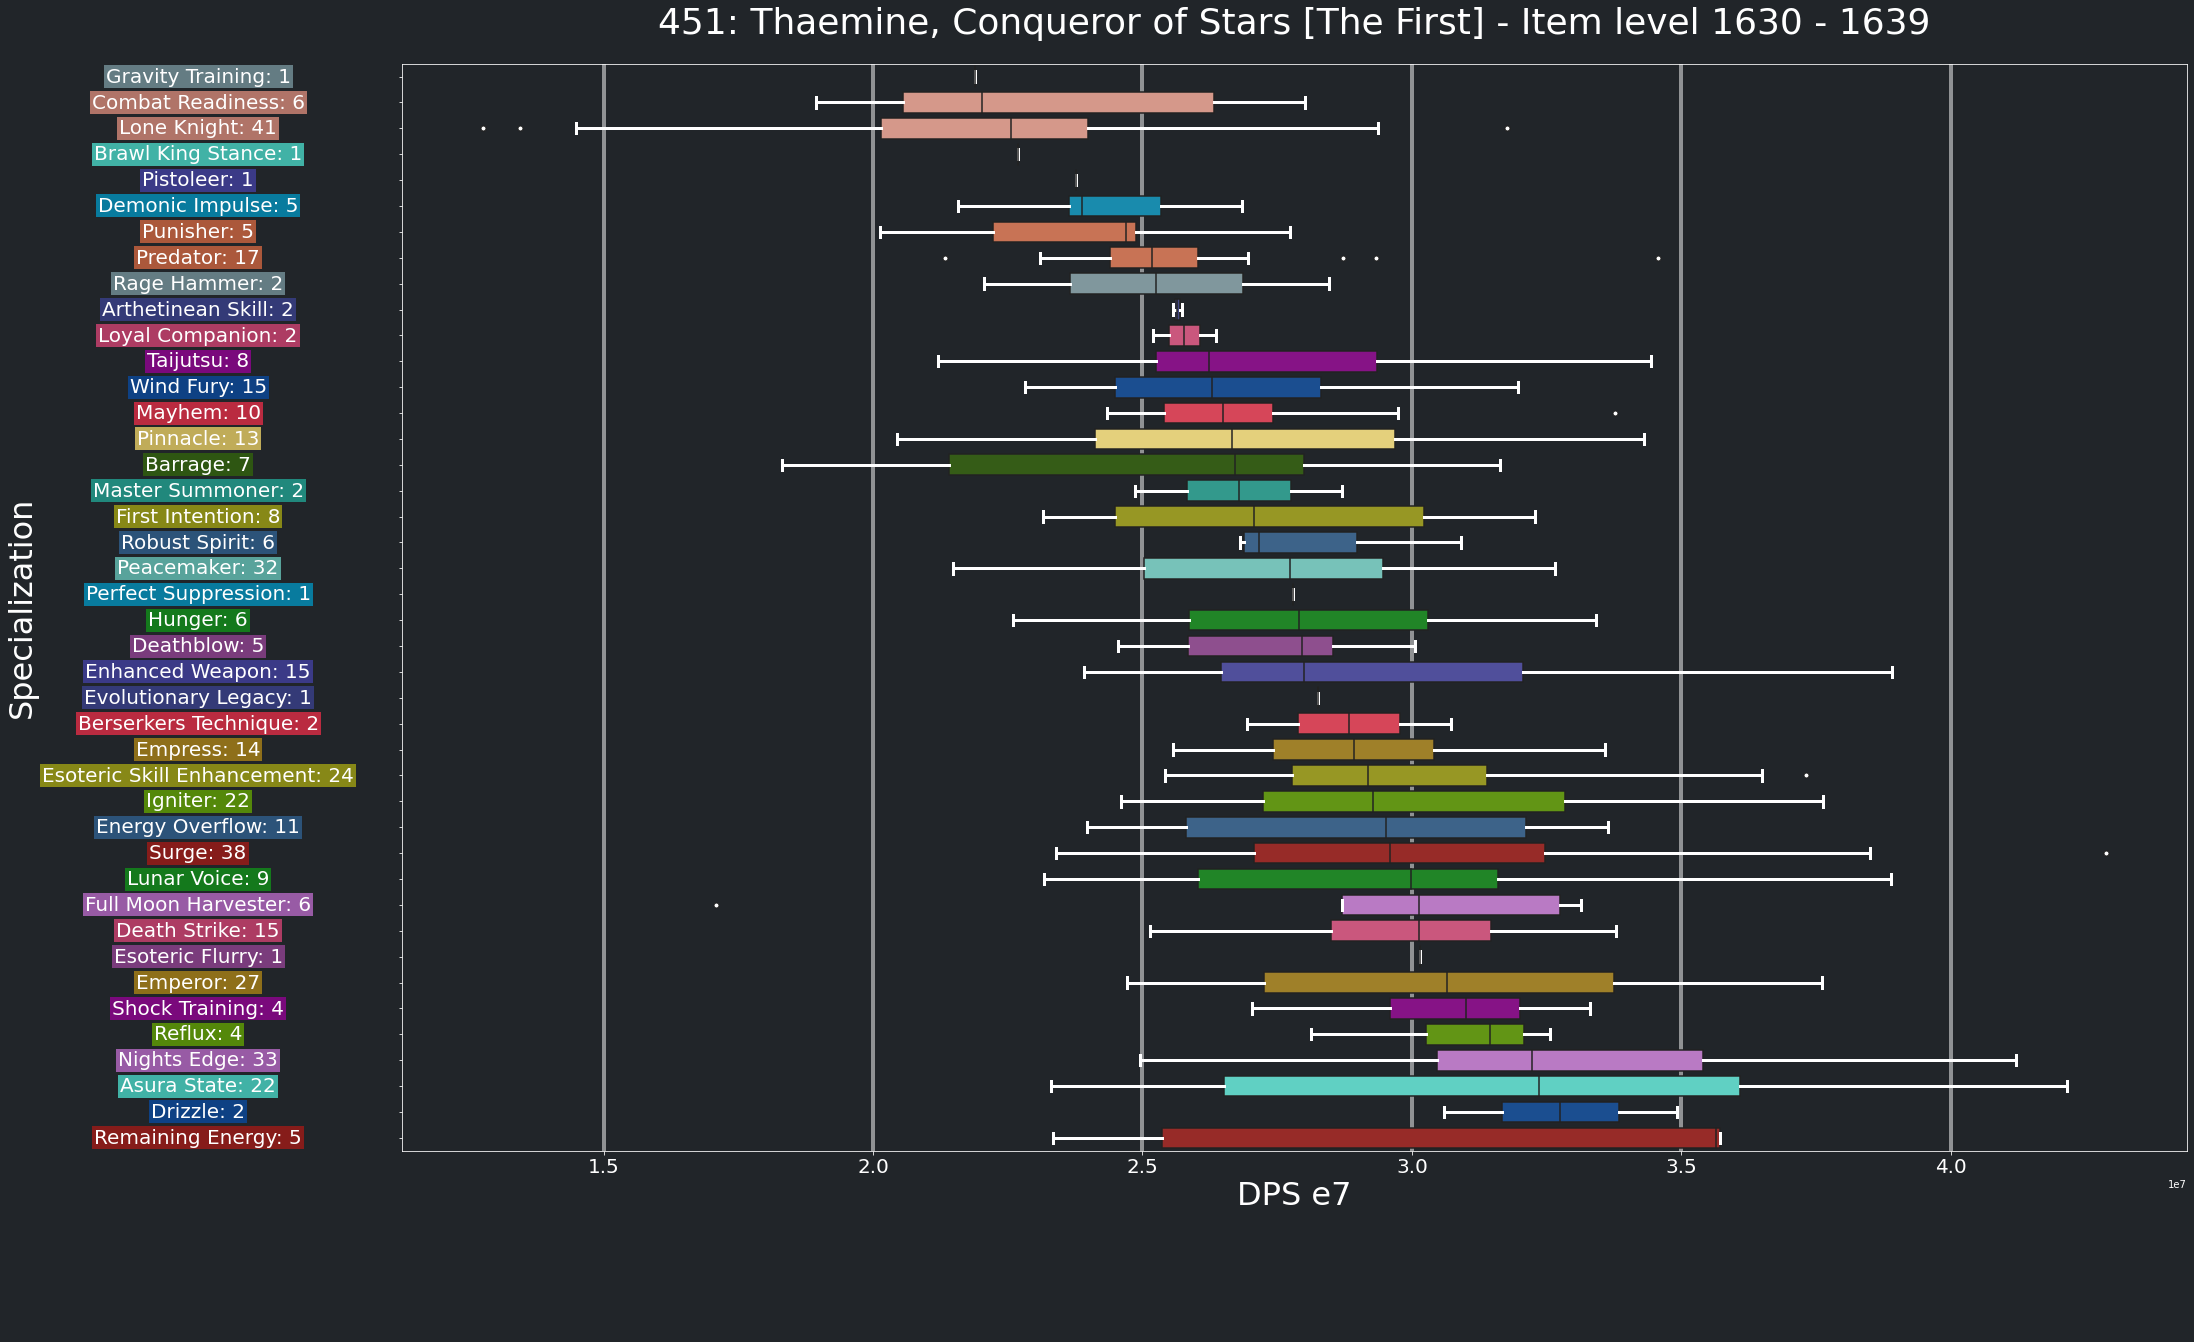 451: Thaemine, Conqueror of Stars [The First] - Item level 1630 - 1639
Gravity Training: 1
Combat Readiness: 6
Lone Knight: 41
Brawl King Stance: 1
Pistoleer: 1
Demonic Impulse: 5
Punisher: 5
Predator: 17
Rage Hammer: 2
Arthetinean Skill: 2
Loyal Companion: 2
Taijutsu: 8
Wind Fury: 15
Mayhem: 10
Pinnacle: 13
Barrage: 7
Master Summoner: 2
First Intention: 8
Robust Spirit: 6
Peacemaker: 32
Perfect Suppression: 1
Hunger: 6
Deathblow: 5
Enhanced Weapon: 15
Evolutionary Legacy: 1
Berserkers Technique: 2
Empress: 14
Esoteric Skill Enhancement: 24
Igniter: 22
Energy Overflow: 11
Surge: 38
Lunar Voice: 9
Full Moon Harvester: 6
Death Strike: 15
Esoteric Flurry: 1
Emperor: 27
Shock Training: 4
Reflux: 4
Nights Edge: 33
Asura State: 22
Drizzle: 2
Remaining Energy: 5
Specialization
1.5 2.0 2.5 3.0 3.5 4.0
1e7
DPS e7